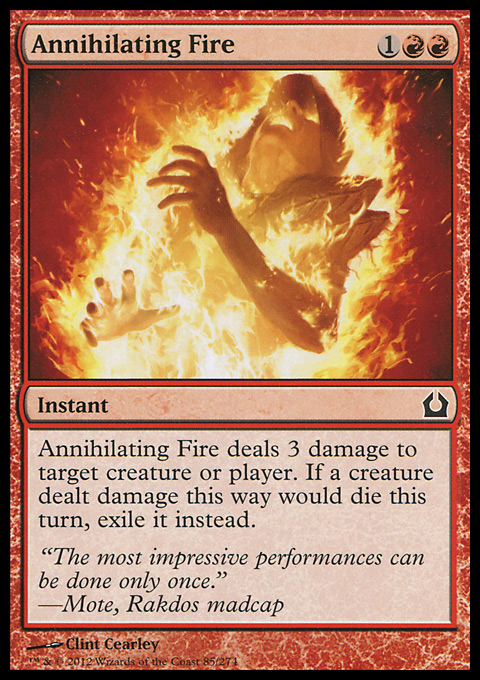 Annihilating Fire 1
Instant
Annihilating Fire deals 3 damage to
target creature or player. If a creature
dealt damage this way would die this
turn, exile it instead.
“The most impressive performances can
be done only once.”
—Mote, Rakdos madcap
Clint Cearley
™ & © 2012 Wizards of the Coast 85/274